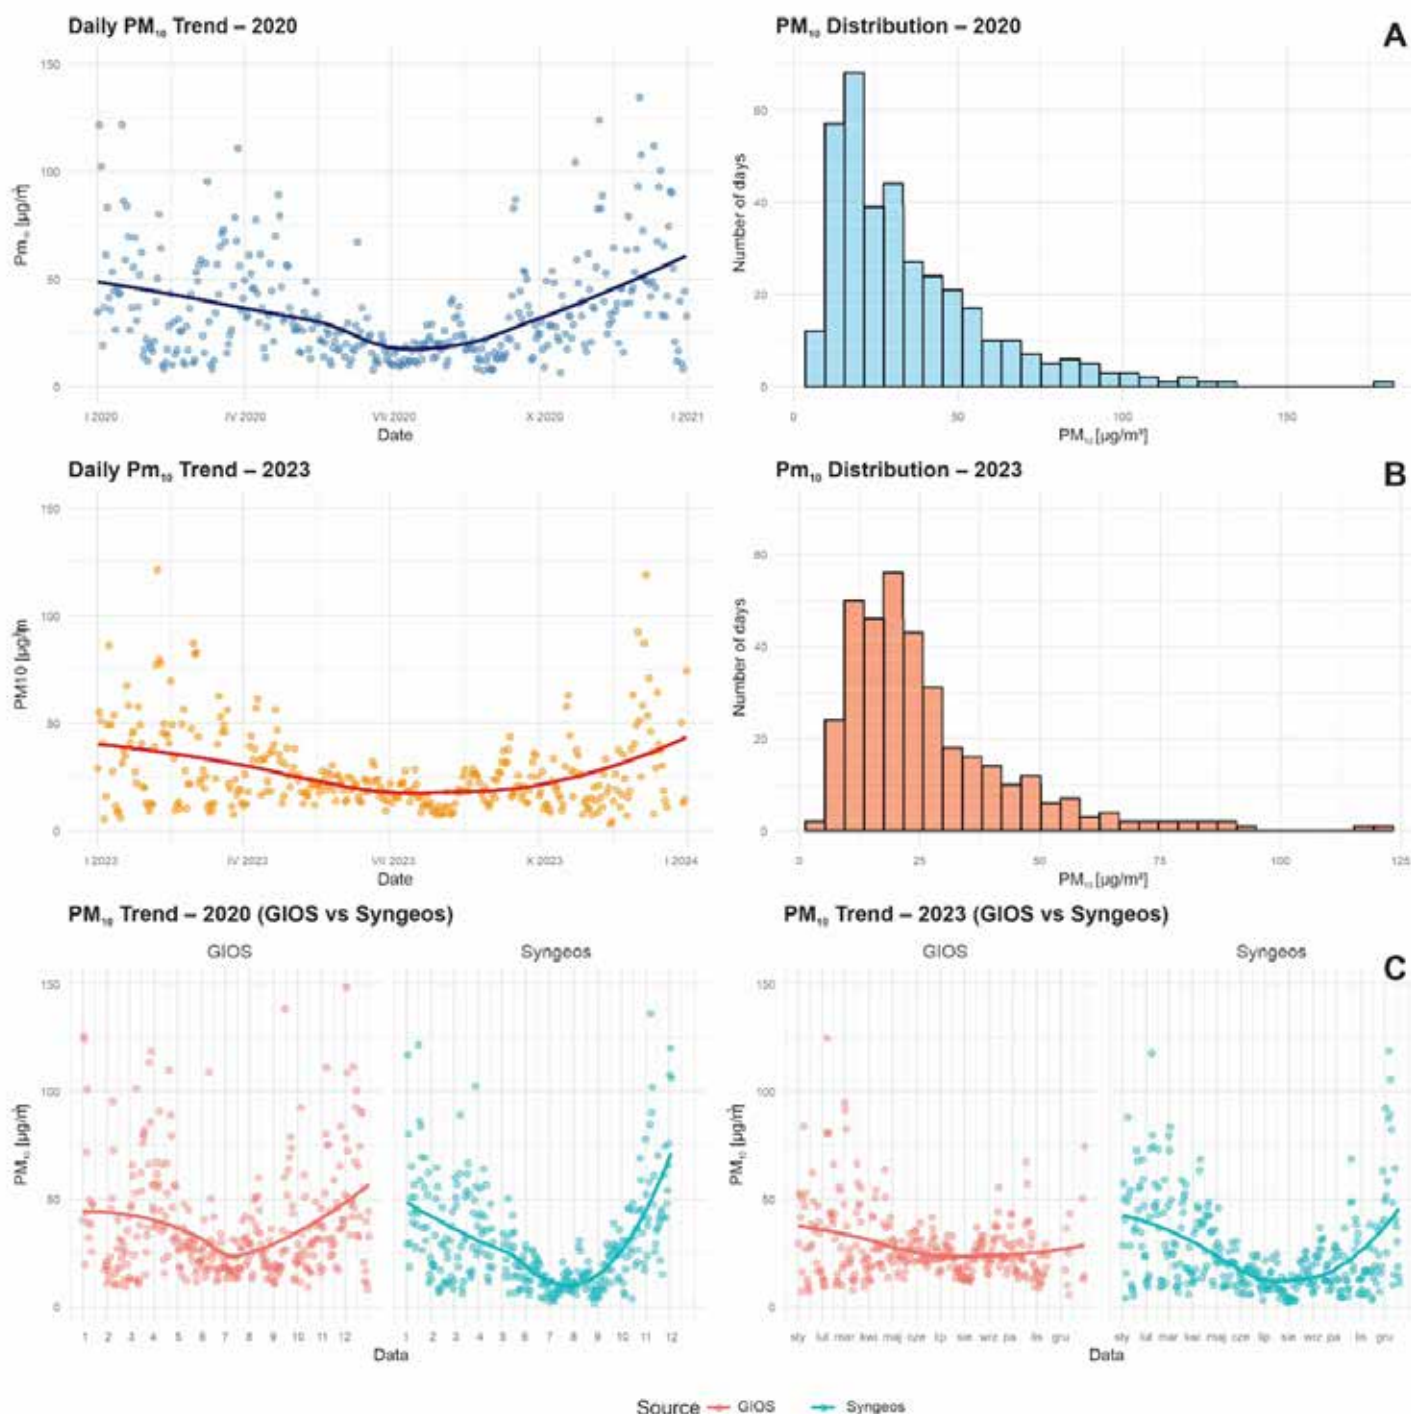 Daily PM₁₀ Trend – 2020
PM₁₀ Distribution – 2020
A
150
100
50
0
Pm₁₀ [µg/m³]
I 2020
IV 2020
VII 2020
X 2020
I 2021
Date
Number of days
60
40
20
0
0
50
100
150
PM₁₀ [µg/m³]
Daily Pm₁₀ Trend – 2023
Pm₁₀ Distribution – 2023
B
150
100
50
0
PM10 [µg/m
I 2023
IV 2023
VII 2023
X 2023
I 2024
Date
Number of days
60
40
20
0
0
25
50
75
100
125
PM₁₀ [µg/m³]
PM₁₀ Trend – 2020 (GIOS vs Syngeos)
PM₁₀ Trend – 2023 (GIOS vs Syngeos)
GIOS
Syngeos
GIOS
Syngeos
C
150
100
50
0
PM₁₀ [µg/m³]
1 2 3 4 5 6 7 8 9 10 11 12
1 2 3 4 5 6 7 8 9 10 11 12
Data
150
100
50
0
PM₁₀ [µg/m³]
sty lut mar kwi maj cze lip sie wrz pa lis gru
sty lut mar kwi maj cze lip sie wrz pa lis gru
Data
Source GIOS Syngeos